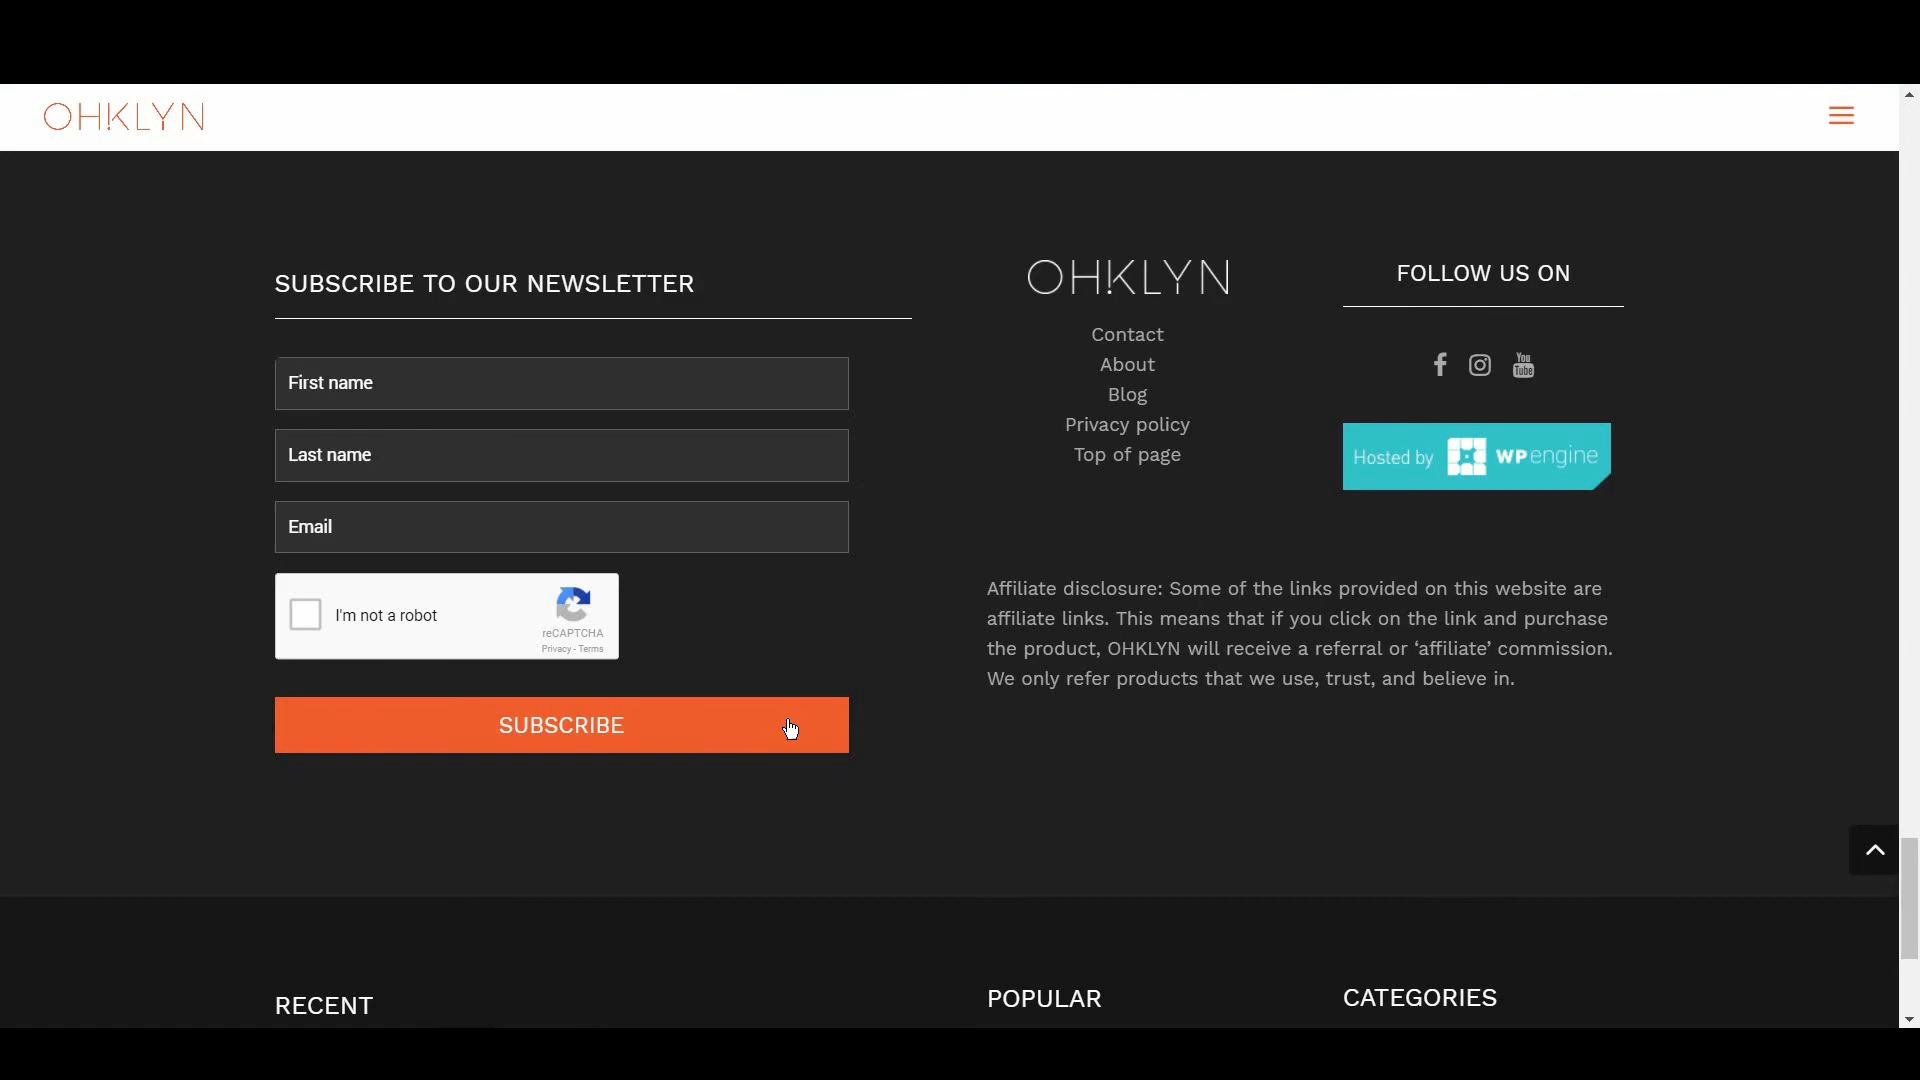 OHKLYN
SUBSCRIBE TO OUR NEWSLETTER
First name
Last name
Email
I'm not a robot
reCAPTCHA
Privacy - Terms
SUBSCRIBE
OHKLYN
Contact
About
Blog
Privacy policy
Top of page
FOLLOW US ON
You
Tube
Hosted by WP engine
Affiliate disclosure: Some of the links provided on this website are
affiliate links. This means that if you click on the link and purchase
the product, OHKLYN will receive a referral or ‘affiliate’ commission.
We only refer products that we use, trust, and believe in.
RECENT
POPULAR
CATEGORIES